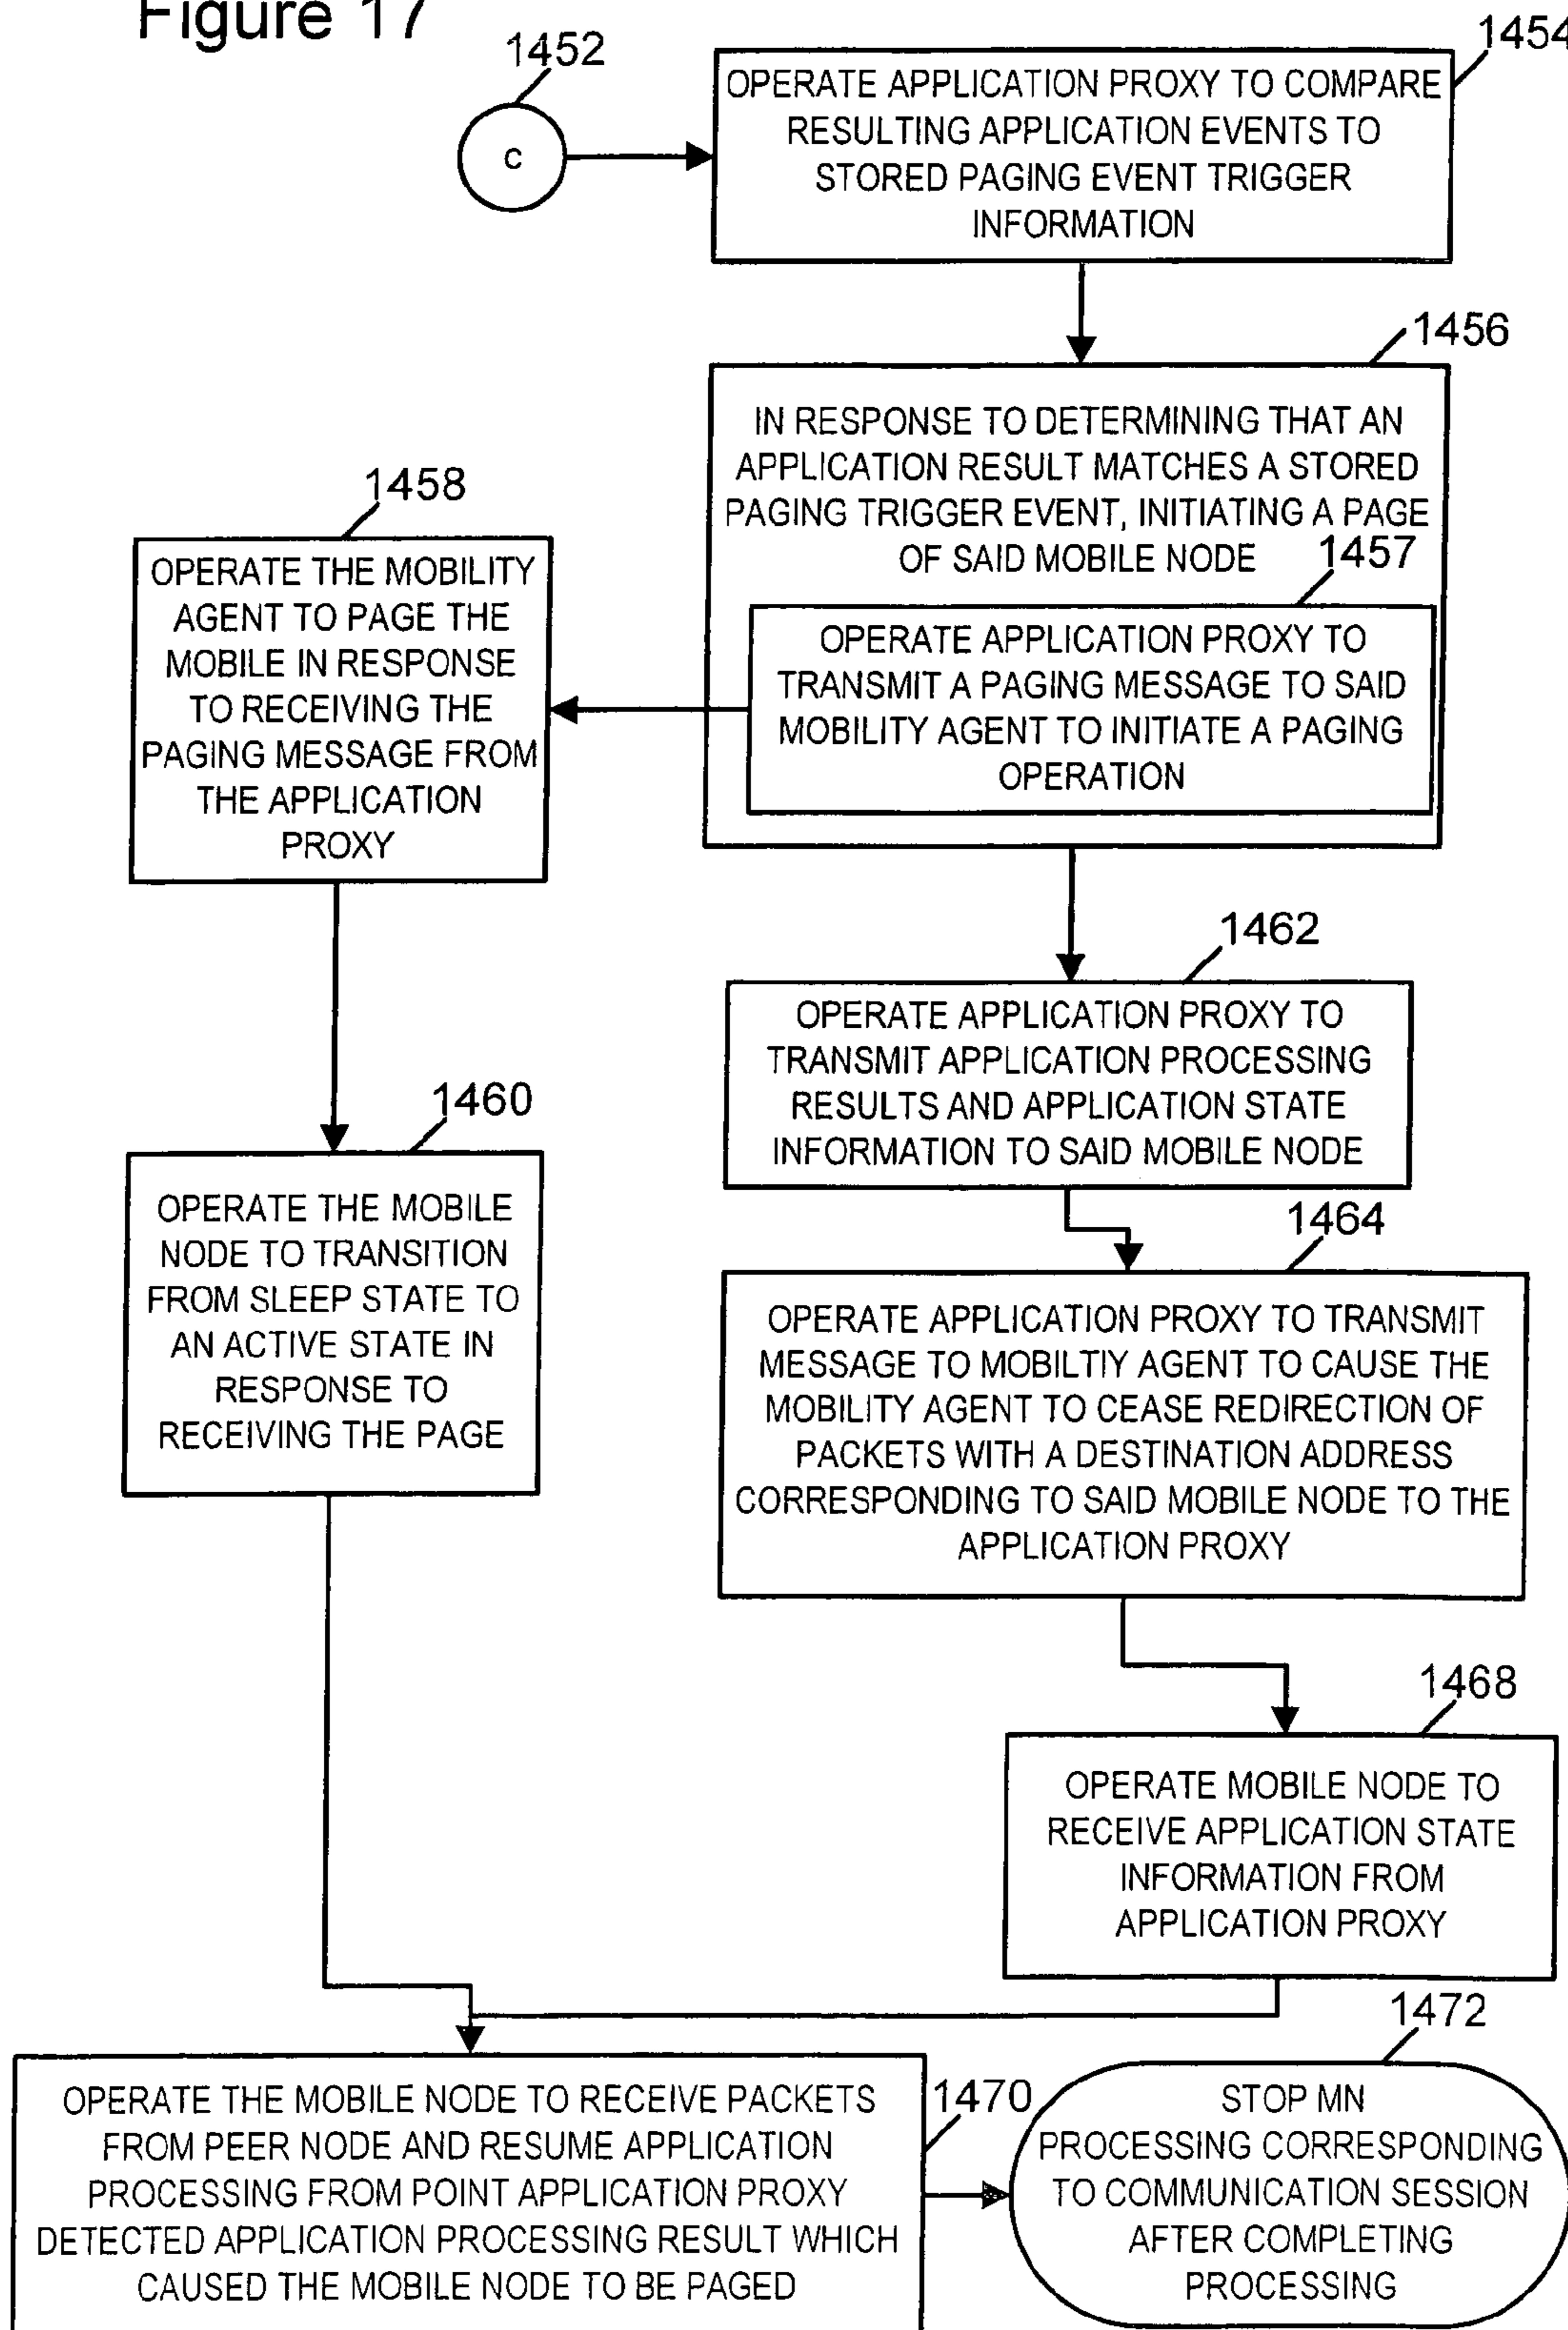 Figure 17
1452
c
1454
OPERATE APPLICATION PROXY TO COMPARE
RESULTING APPLICATION EVENTS TO
STORED PAGING EVENT TRIGGER
INFORMATION
1456
IN RESPONSE TO DETERMINING THAT AN
APPLICATION RESULT MATCHES A STORED
PAGING TRIGGER EVENT, INITIATING A PAGE
OF SAID MOBILE NODE
1457
OPERATE APPLICATION PROXY TO
TRANSMIT A PAGING MESSAGE TO SAID
MOBILITY AGENT TO INITIATE A PAGING
OPERATION
1458
OPERATE THE MOBILITY
AGENT TO PAGE THE
MOBILE IN RESPONSE
TO RECEIVING THE
PAGING MESSAGE FROM
THE APPLICATION
PROXY
1462
OPERATE APPLICATION PROXY TO
TRANSMIT APPLICATION PROCESSING
RESULTS AND APPLICATION STATE
INFORMATION TO SAID MOBILE NODE
1460
OPERATE THE MOBILE
NODE TO TRANSITION
FROM SLEEP STATE TO
AN ACTIVE STATE IN
RESPONSE TO
RECEIVING THE PAGE
1464
OPERATE APPLICATION PROXY TO TRANSMIT
MESSAGE TO MOBILTIY AGENT TO CAUSE THE
MOBILITY AGENT TO CEASE REDIRECTION OF
PACKETS WITH A DESTINATION ADDRESS
CORRESPONDING TO SAID MOBILE NODE TO THE
APPLICATION PROXY
1468
OPERATE MOBILE NODE TO
RECEIVE APPLICATION STATE
INFORMATION FROM
APPLICATION PROXY
1470
OPERATE THE MOBILE NODE TO RECEIVE PACKETS
FROM PEER NODE AND RESUME APPLICATION
PROCESSING FROM POINT APPLICATION PROXY
DETECTED APPLICATION PROCESSING RESULT WHICH
CAUSED THE MOBILE NODE TO BE PAGED
1472
STOP MN
PROCESSING CORRESPONDING
TO COMMUNICATION SESSION
AFTER COMPLETING
PROCESSING